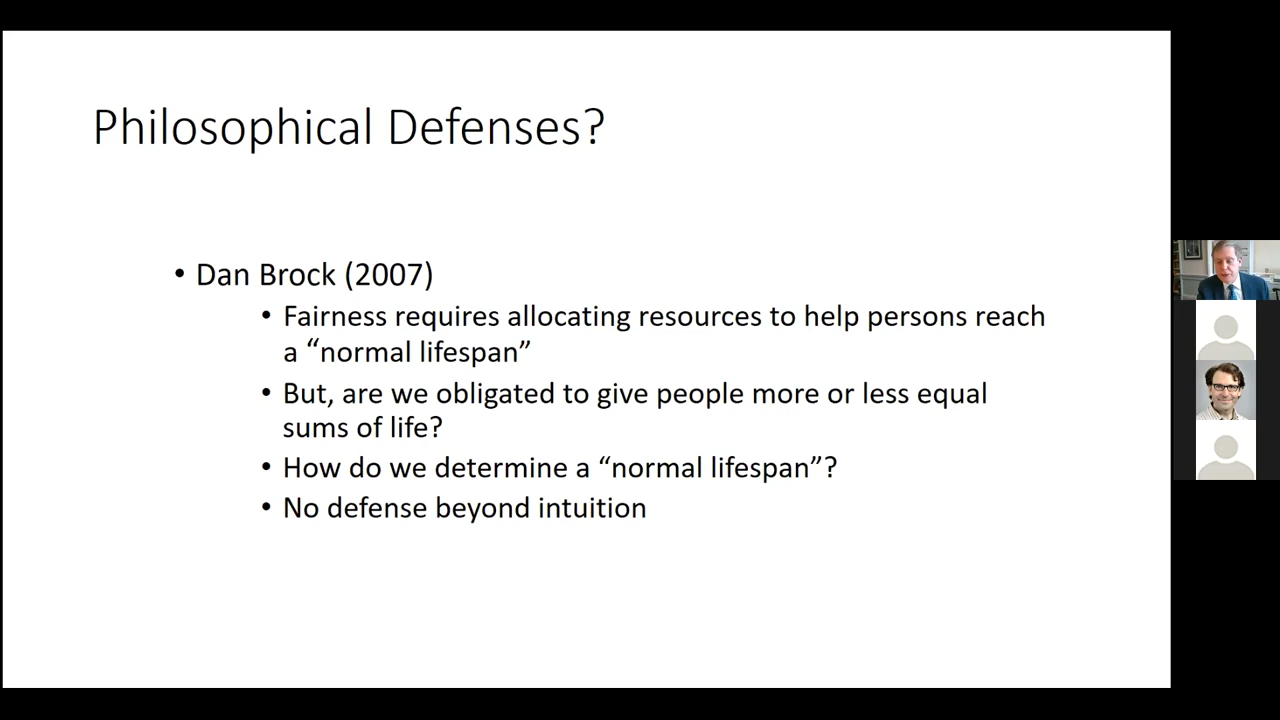 Philosophical Defenses?
• Dan Brock (2007)
• Fairness requires allocating resources to help persons reach
a “normal lifespan”
• But, are we obligated to give people more or less equal
sums of life?
• How do we determine a “normal lifespan”?
• No defense beyond intuition